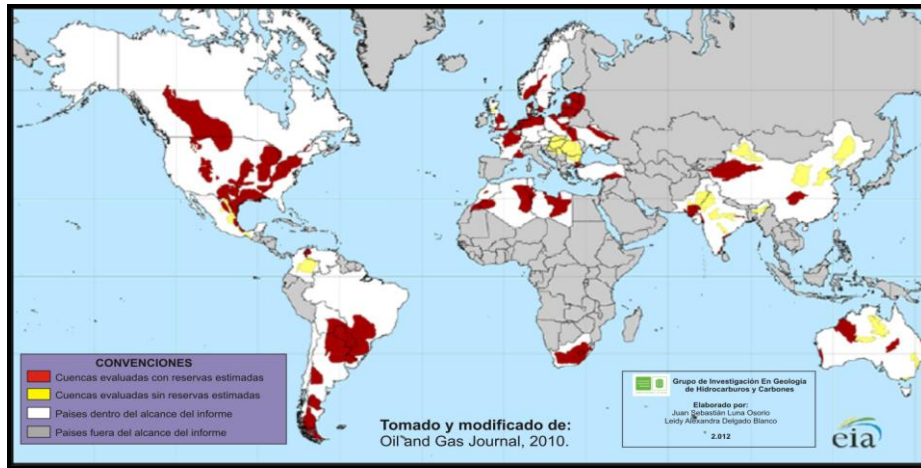 CONVENCIONES
Cuencas evaluadas con reservas estimadas
Cuencas evaluadas sin reservas estimadas
Paises dentro del alcance del informe
Paises fuera del alcance del informe
Tomado y modificado de:
Oil and Gas Journal, 2010.
Grupo de Investigación En Geología
de Hidrocarburos y Carbones
Elaborado por:
Juan Sebastián Luna Osorio
Leidy Alexandra Delgado Blanco
2.012
eia